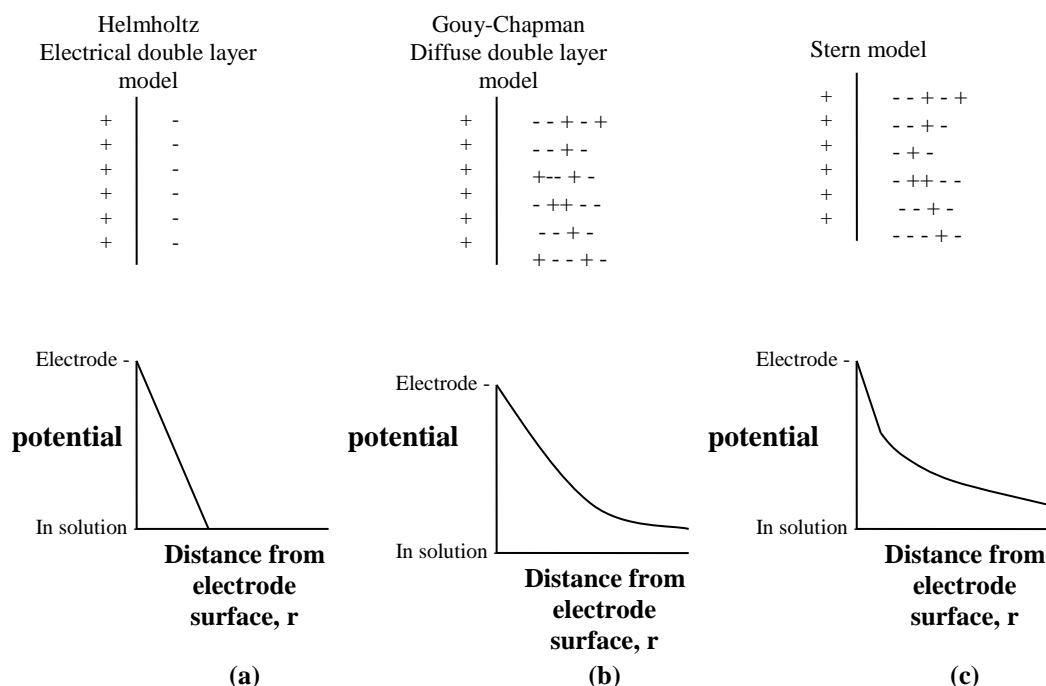 Helmholtz
Electrical double layer
model
+ -
+ -
+ -
+ -
+ -
+ -
Electrode -
potential
In solution
Distance from
electrode
surface, r
(a)
Gouy-Chapman
Diffuse double layer
model
+ - - + - +
+ - - + -
+ +-- + -
+ - ++ - -
+ - - + -
+ + - - + -
Electrode -
potential
In solution
Distance from
electrode
surface, r
(b)
Stern model
+ - - + - +
+ - - + -
+ - + -
+ - ++ - -
+ - - + -
+ - - - + -
Electrode -
potential
In solution
Distance from
electrode
surface, r
(c)